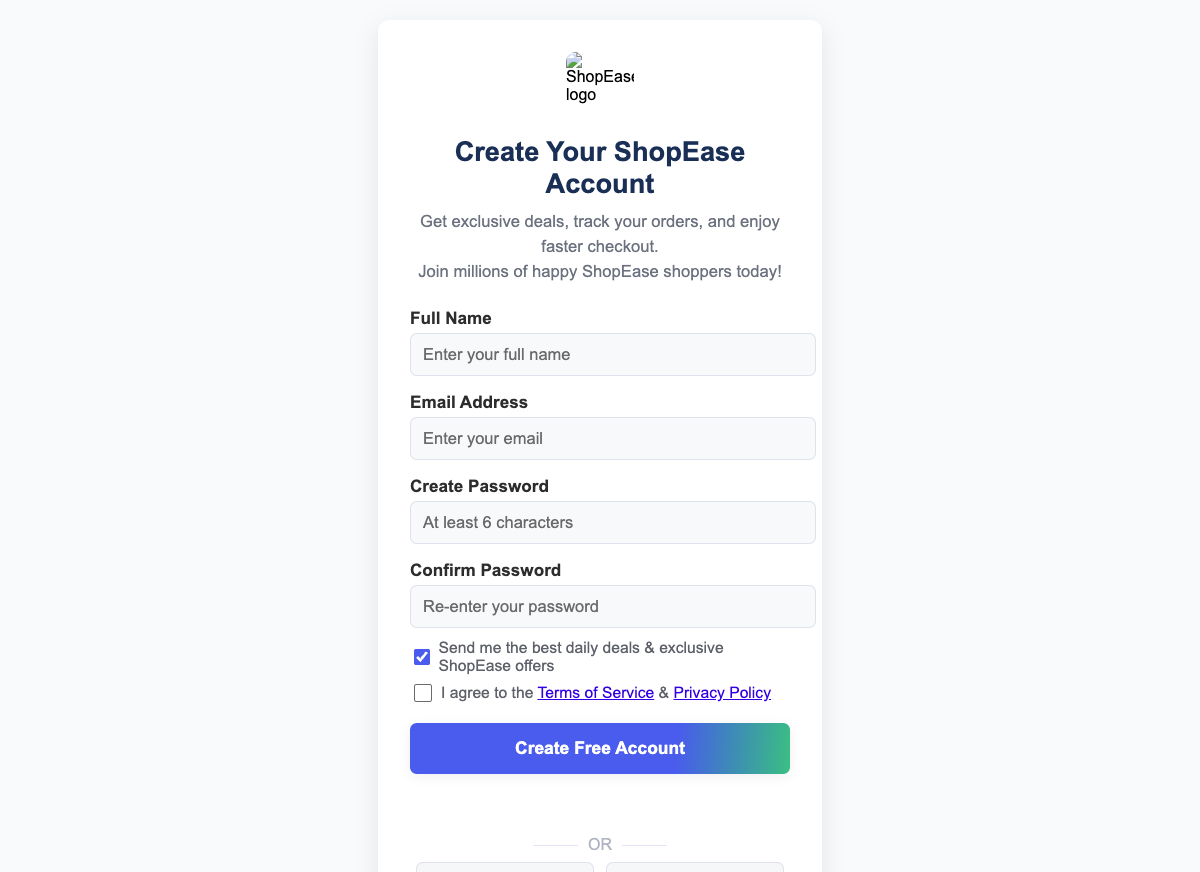 ShopEase
logo
Create Your ShopEase
Account
Get exclusive deals, track your orders, and enjoy
faster checkout.
Join millions of happy ShopEase shoppers today!
Full Name
Enter your full name
Email Address
Enter your email
Create Password
At least 6 characters
Confirm Password
Re-enter your password
Send me the best daily deals & exclusive
ShopEase offers
I agree to the Terms of Service & Privacy Policy
Create Free Account
OR